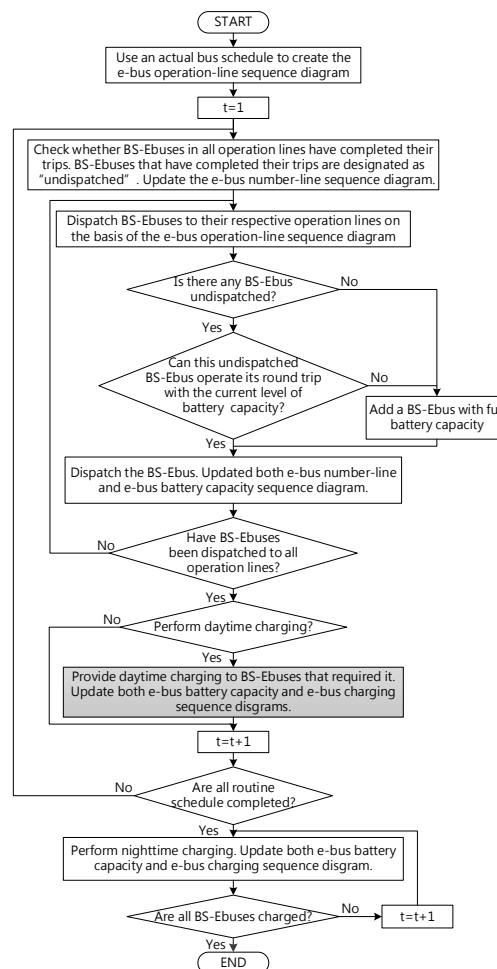 START
Use an actual bus schedule to create the
e-bus operation-line sequence diagram
t=1
Check whether BS-Ebuses in all operation lines have completed their
trips. BS-Ebuses that have completed their trips are designated as
“undispatched” . Update the e-bus number-line sequence diagram.
Dispatch BS-Ebuses to their respective operation lines on
the basis of the e-bus operation-line sequence diagram
Is there any BS-Ebus
undispatched?
No
Yes
Can this undispatched
BS-Ebus operate its round trip
with the current level of
battery capacity?
No
Add a BS-Ebus with fu
battery capacity
Yes
Dispatch the BS-Ebus. Updated both e-bus number-line
and e-bus battery capacity sequence diagram.
No
Have BS-Ebuses
been dispatched to all
operation lines?
Yes
No
Perform daytime charging?
Yes
Provide daytime charging to BS-Ebuses that required it.
Update both e-bus battery capacity and e-bus charging
sequence disgrams.
t=t+1
No
Are all routine
schedule completed?
Yes
Perform nighttime charging. Update both e-bus battery
capacity and e-bus charging sequence disgram.
Are all BS-Ebuses charged?
No
t=t+1
Yes
END